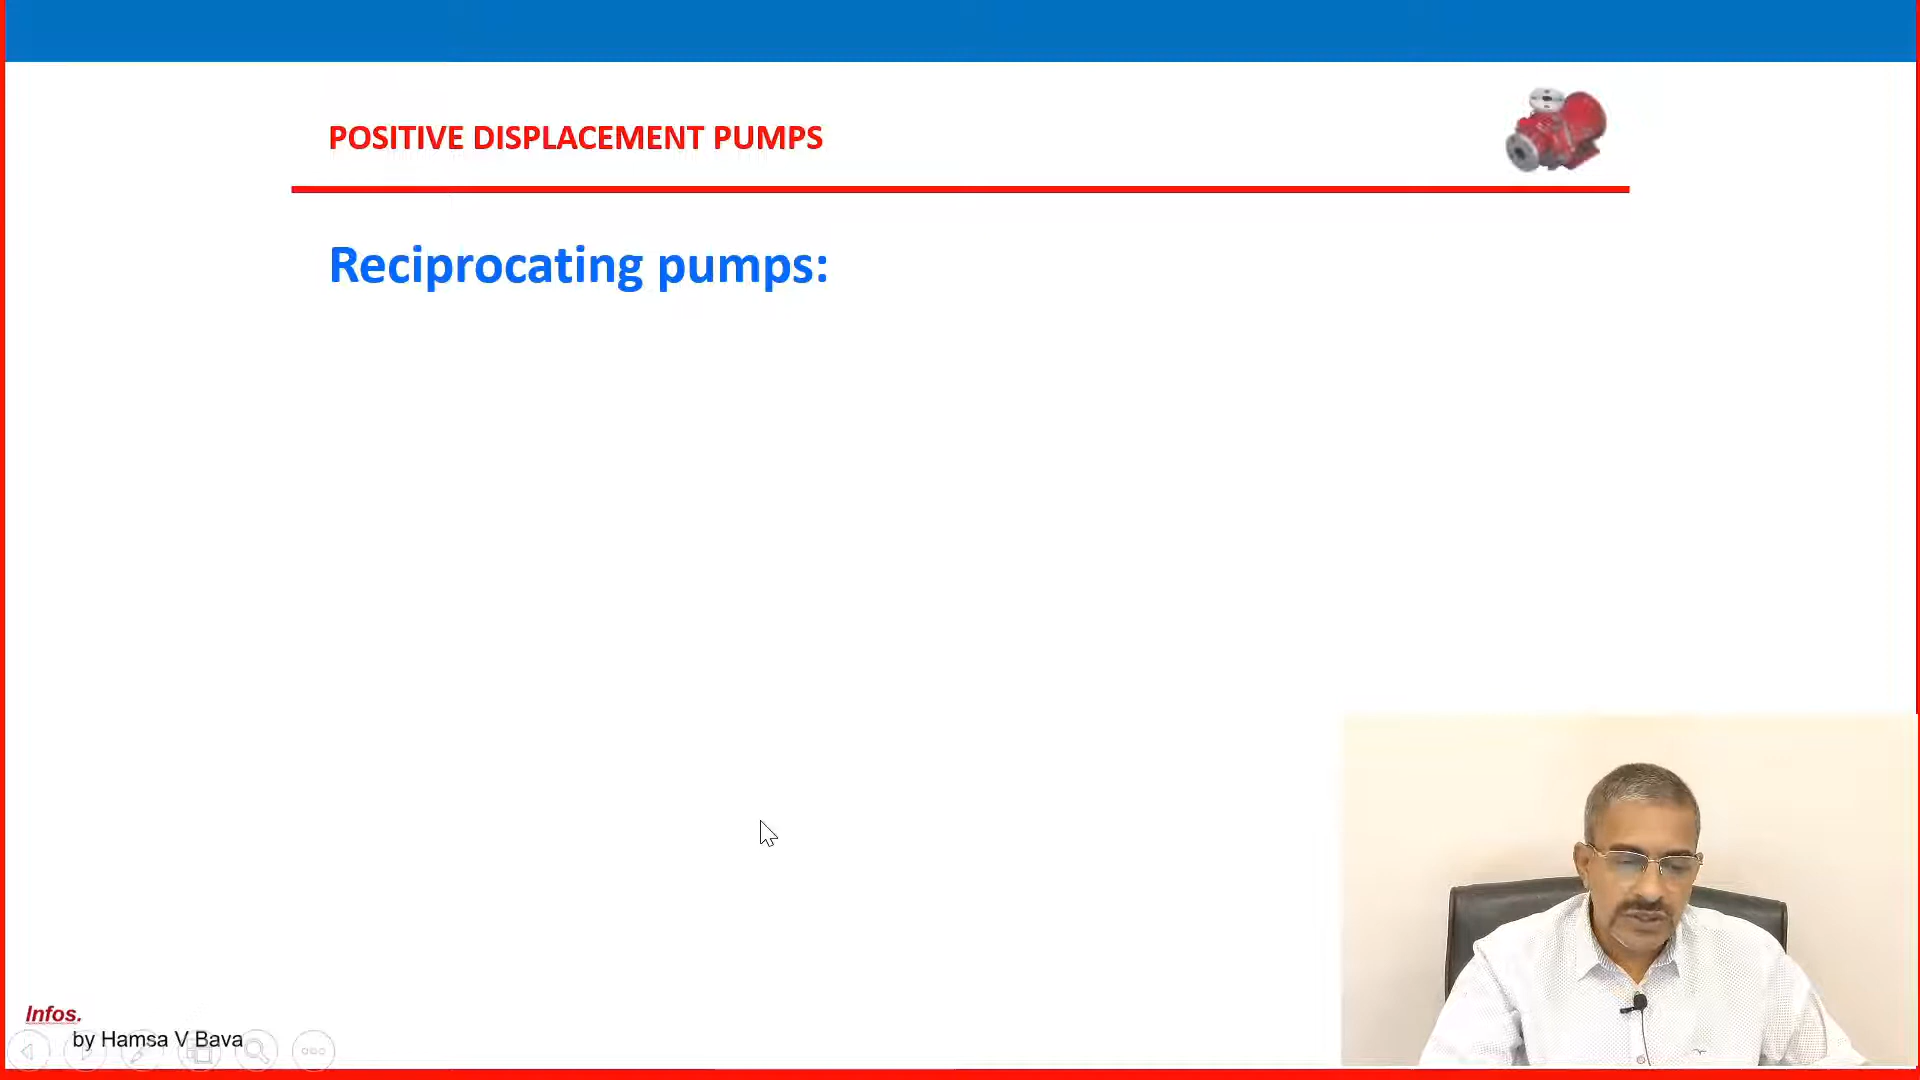 POSITIVE DISPLACEMENT PUMPS
Reciprocating pumps:
Infos.
by Hamsa V Bava